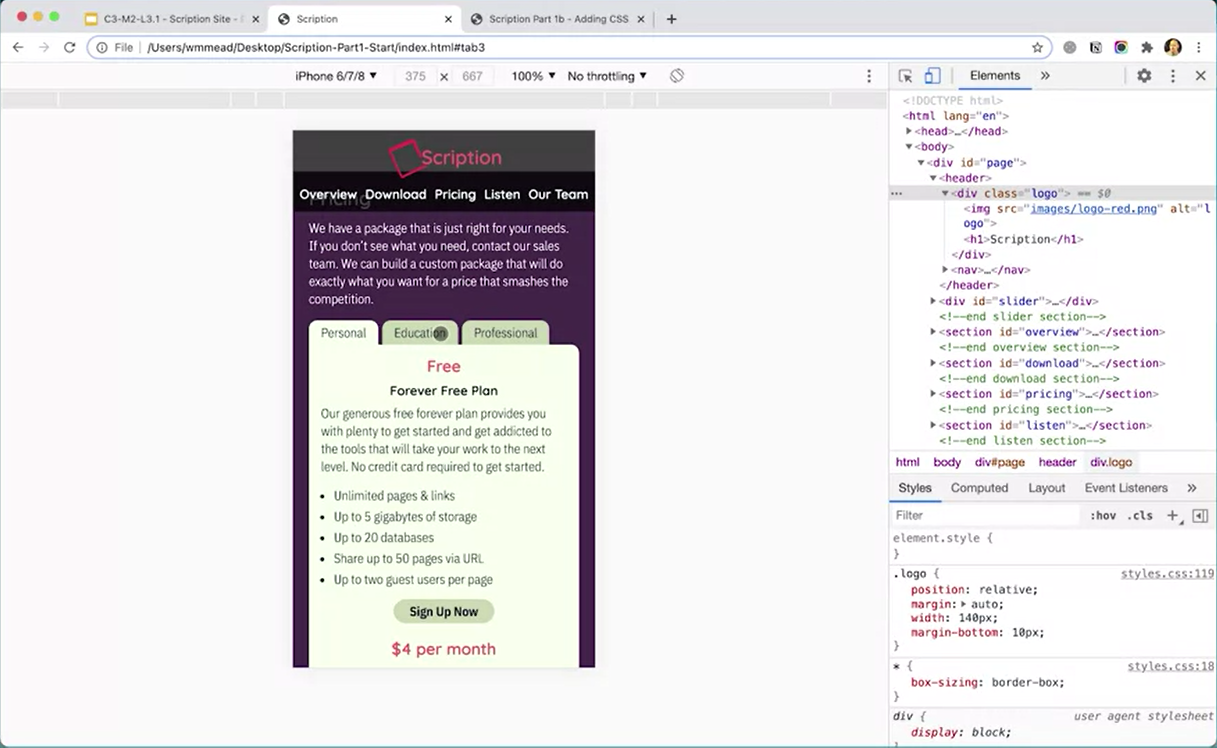 C3-M2-L3.1 - Scription Site -
Scription
Scription Part 1b - Adding CSS
File /Users/wmmead/Desktop/Scription-Part1-Start/index.html#tab3
iPhone 6/7/8 ▼ 375 × 667 100% ▼ No throttling ▼
Elements »
Scription
Overview Download Pricing Listen Our Team
Pricing
We have a package that is just right for your needs.
If you don't see what you need, contact our sales
team. We can build a custom package that will do
exactly what you want for a price that smashes the
competition.
Personal Education Professional
Free
Forever Free Plan
Our generous free forever plan provides you
with plenty to get started and get addicted to
the tools that will take your work to the next
level. No credit card required to get started.
• Unlimited pages & links
• Up to 5 gigabytes of storage
• Up to 20 databases
• Share up to 50 pages via URL
• Up to two guest users per page
Sign Up Now
$4 per month
<!DOCTYPE html>
<html lang="en">
▶<head>…</head>
▼<body>
▼<div id="page">
▼<header>
▼<div class="logo"> == $0
<img src="images/logo-red.png" alt="l
ogo">
<h1>Scription</h1>
</div>
▶<nav>…</nav>
</header>
▶<div id="slider">…</div>
<!--end slider section-->
▶<section id="overview">…</section>
<!--end overview section-->
▶<section id="download">…</section>
<!--end download section-->
▶<section id="pricing">…</section>
<!--end pricing section-->
▶<section id="listen">…</section>
<!--end listen section-->
html body div#page header div.logo
Styles Computed Layout Event Listeners »
Filter :hov .cls +
element.style {
}
.logo { styles.css:119
position: relative;
margin:▶ auto;
width: 140px;
margin-bottom: 10px;
}
* { styles.css:18
box-sizing: border-box;
}
div { user agent stylesheet
display: block;